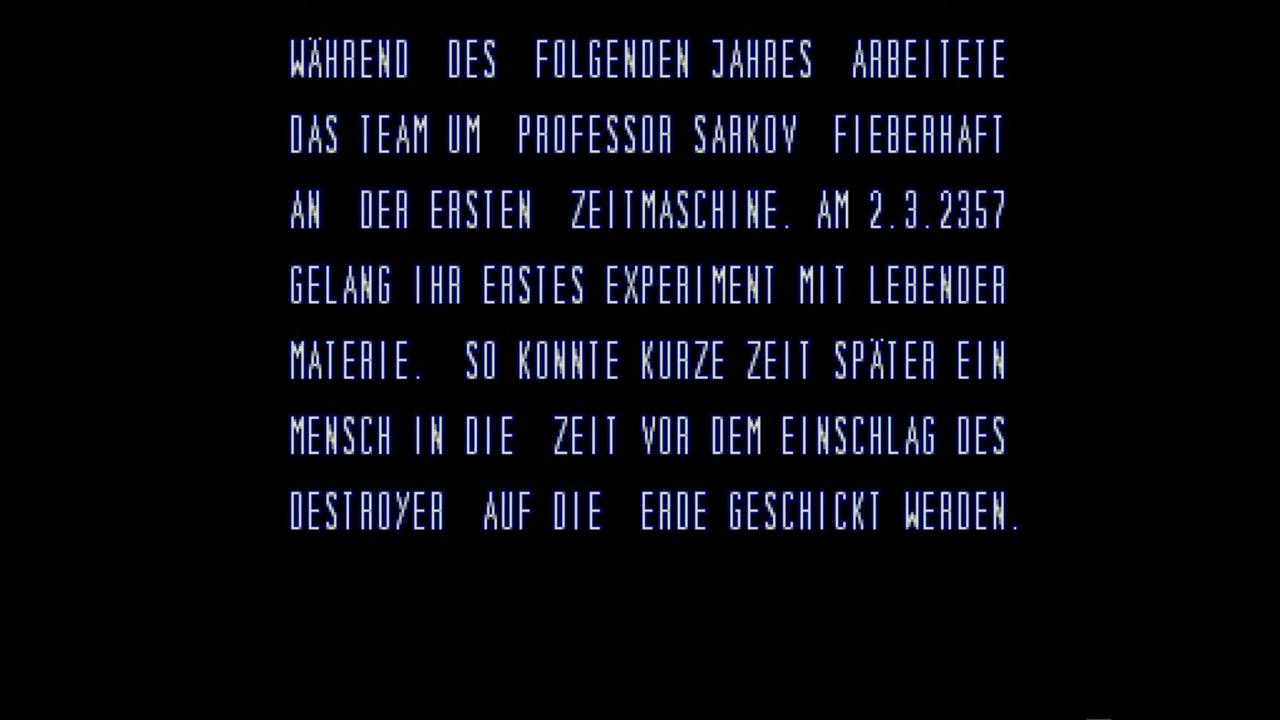 WÄHREND DES FOLGENDEN JAHRES ARBEITETE
DAS TEAM UM PROFESSOR SARKOV FIEBERHAFT
AN DER ERSTEN ZEITMASCHINE. AM 2.3.2357
GELANG IHR ERSTES EXPERIMENT MIT LEBENDER
MATERIE. SO KONNTE KURZE ZEIT SPÄTER EIN
MENSCH IN DIE ZEIT VOR DEM EINSCHLAG DES
DESTROYER AUF DIE ERDE GESCHICKT WERDEN.